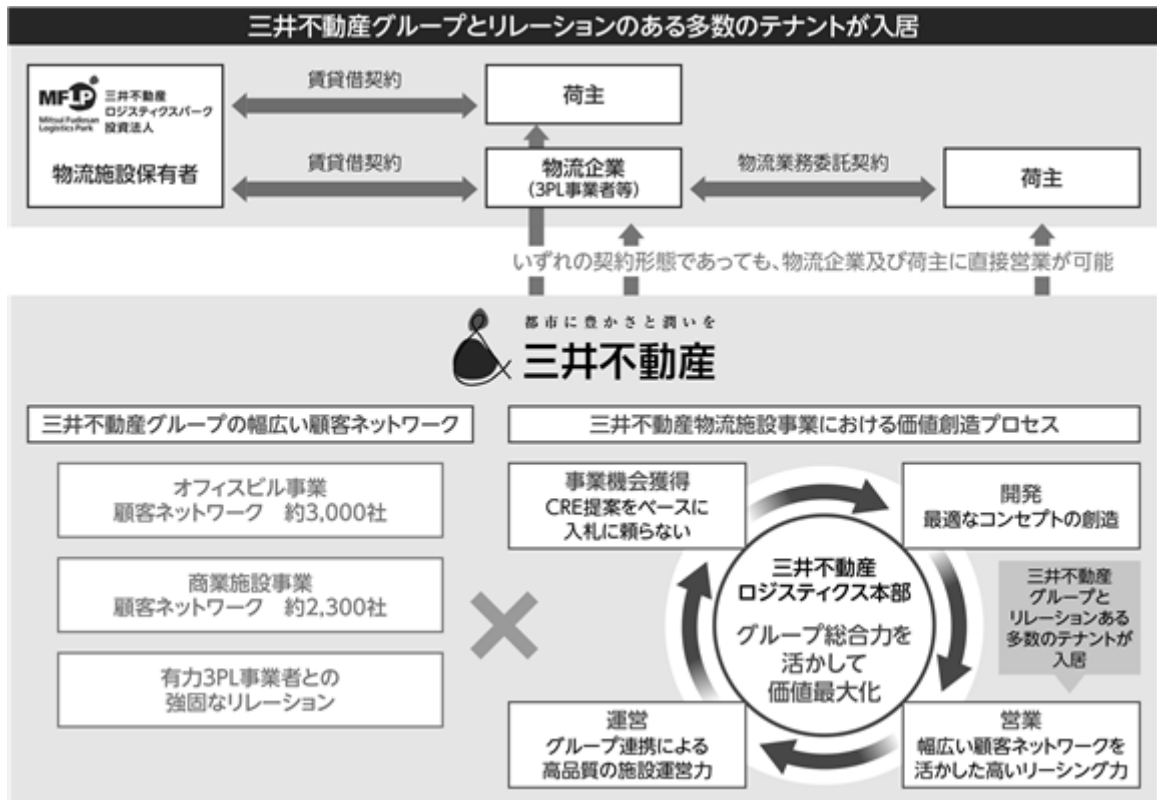 三井不動産グループとリレーションのある多数のテナントが入居
MFLP
Mitsui Fudosan
Logistics Park
三井不動産
ロジスティクスパーク
投資法人
物流施設保有者
賃貸借契約
荷主
賃貸借契約
物流企業
(3PL事業者等)
物流業務委託契約
荷主
いずれの契約形態であっても、物流企業及び荷主に直接営業が可能
都市に豊かさと潤いを
三井不動産
三井不動産グループの幅広い顧客ネットワーク
オフィスビル事業
顧客ネットワーク 約3,000社
商業施設事業
顧客ネットワーク 約2,300社
有力3PL事業者との
強固なリレーション
三井不動産物流施設事業における価値創造プロセス
事業機会獲得
CRE提案をベースに
入札に頼らない
開発
最適なコンセプトの創造
三井不動産
ロジスティクス本部
グループ総合力を
活かして
価値最大化
三井不動産
グループと
リレーションある
多数のテナントが
入居
運営
グループ連携による
高品質の施設運営力
営業
幅広い顧客ネットワークを
活かした高いリーシング力